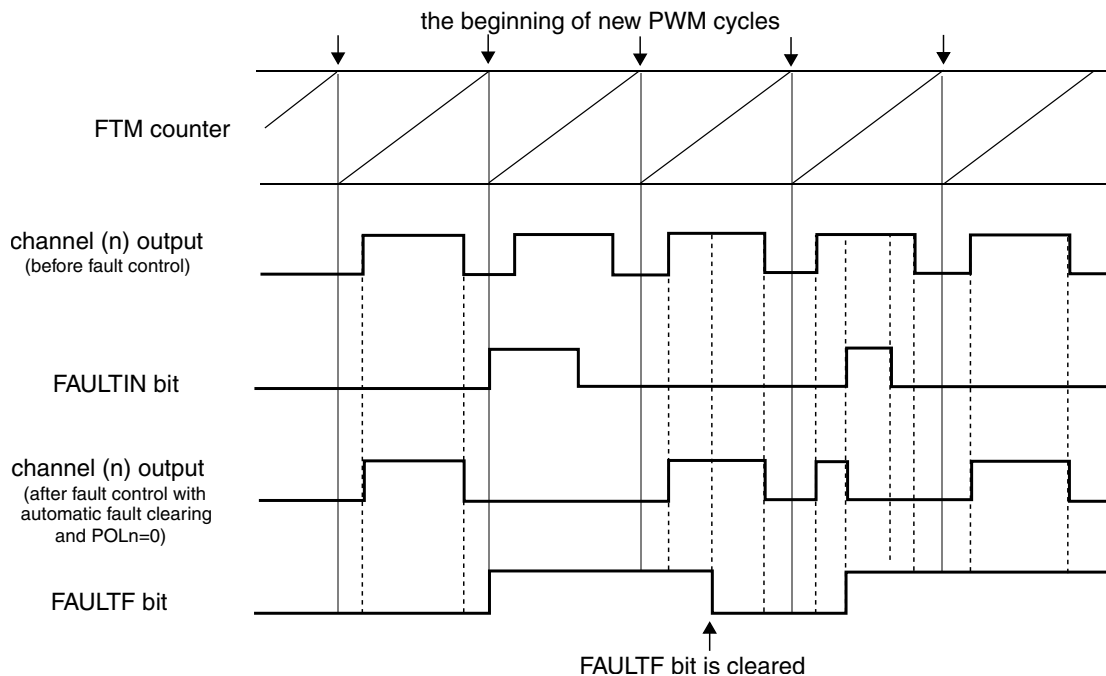 the beginning of new PWM cycles
FTM counter
channel (n) output
(before fault control)
FAULTIN bit
channel (n) output
(after fault control with
automatic fault clearing
and POLn=0)
FAULTF bit
FAULTF bit is cleared